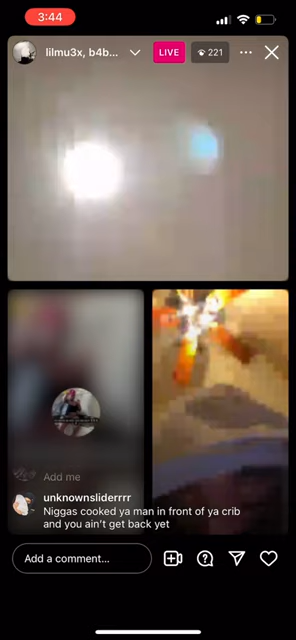 3:44
lilmu3x, b4b...
LIVE
221
Add me
unknownsliderrrr
Niggas cooked ya man in front of ya crib
and you ain't get back yet
Add a comment...